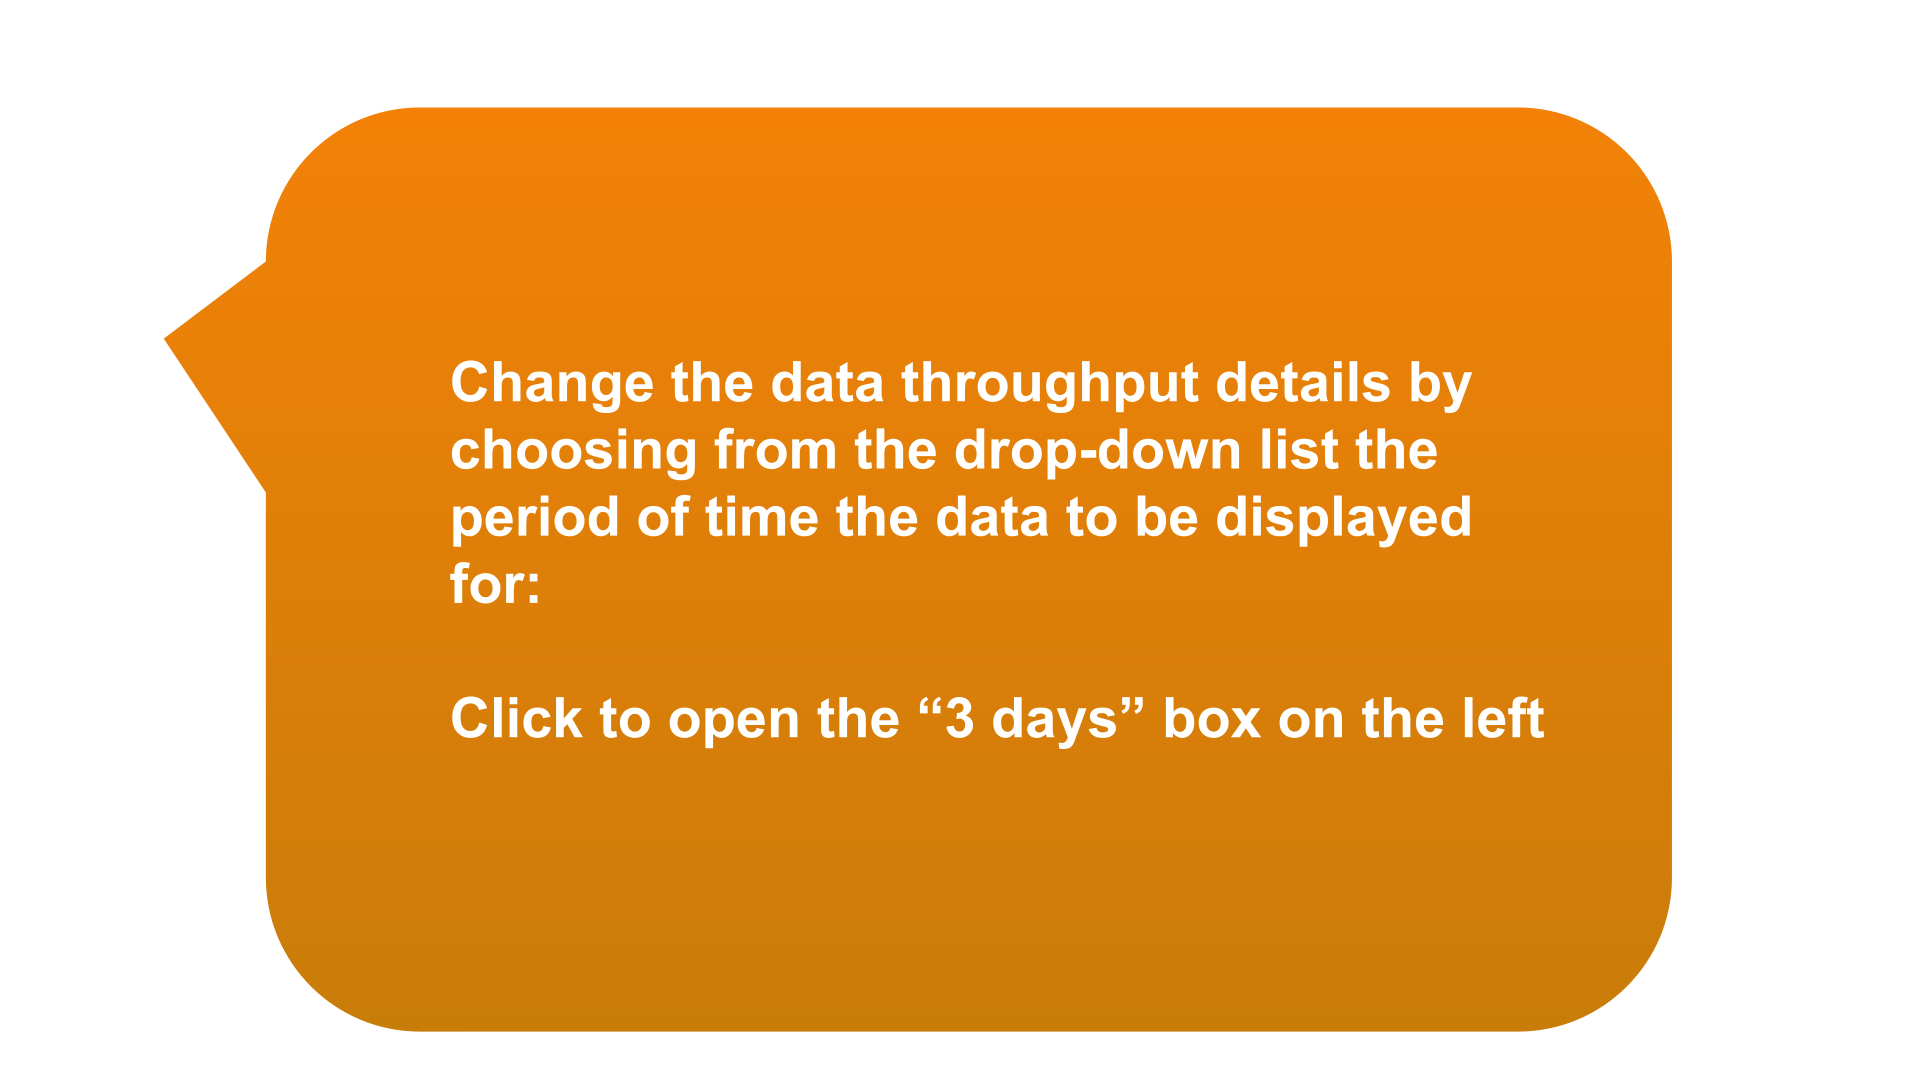 Change the data throughput details by
choosing from the drop-down list the
period of time the data to be displayed
for:
Click to open the “3 days” box on the left